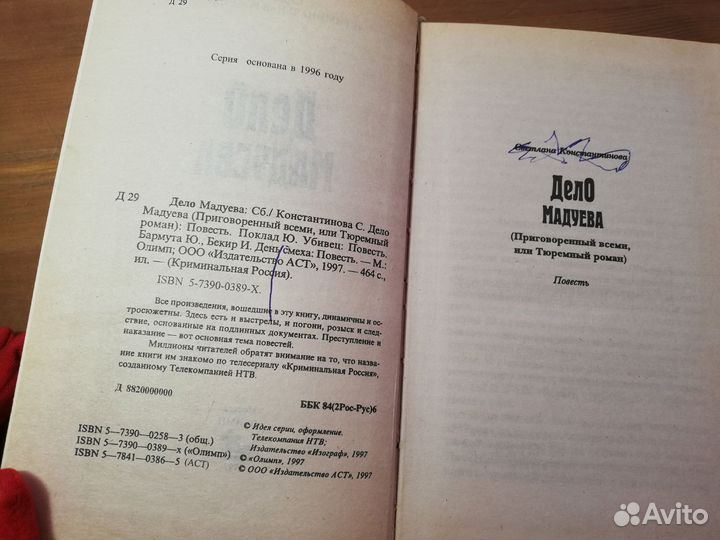 Д 29
Серия основана в 1996 году
Д 29
Дело Мадуева: Сб./ Константинова С. Дело
Мадуева (Приговоренный всеми, или Тюремный
роман): Повесть. Поклад Ю. Убивец: Повесть.
Бармута Ю., Бекир И. День смеха: Повесть. — М.:
Олимп; ООО «Издательство АСТ», 1997. — 464 с.,
ил. — (Криминальная Россия).
ISBN 5-7390-0389-X.
Все произведения, вошедшие в эту книгу, динамичны и ост-
росюжетны. Здесь есть и выстрелы, и погони, розыск и след-
ствие, основанные на подлинных документах. Преступление и
наказание — вот основная тема повестей.
Миллионы читателей обратят внимание на то, что назва-
ние книги им знакомо по телесериалу «Криминальная Россия»,
созданному Телекомпанией НТВ.
Д 8820000000
ББК 84(2Рос-Рус)6
ISBN 5—7390—0258—3 (общ.)
ISBN 5—7390—0389—x («Олимп»)
ISBN 5—7841—0386—5 (АСТ)
© Идея серии, оформление.
Телекомпания НТВ;
Издательство «Изограф», 1997
© «Олимп», 1997
© ООО «Издательство АСТ», 1997
Светлана Константинова
ДелО
МАДУЕВА
(Приговоренный всеми,
или Тюремный роман)
Повесть
Avito